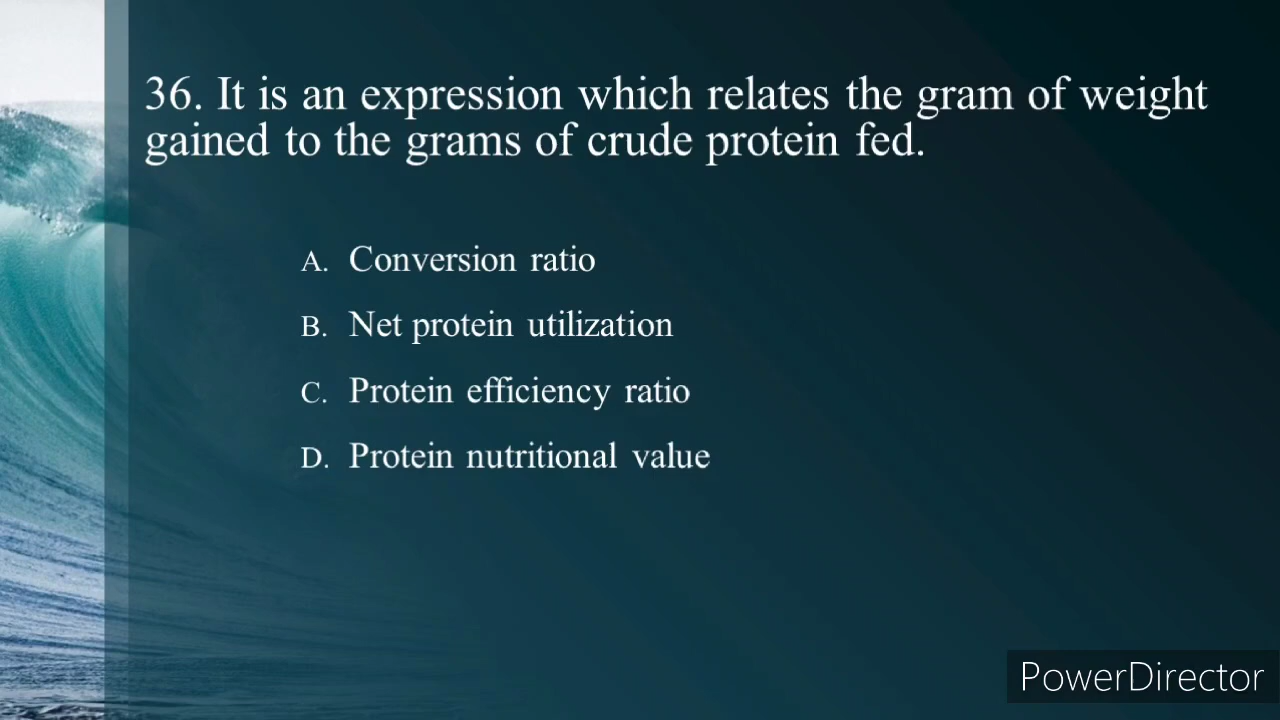 36. It is an expression which relates the gram of weight
gained to the grams of crude protein fed.
A. Conversion ratio
B. Net protein utilization
C. Protein efficiency ratio
D. Protein nutritional value
PowerDirector